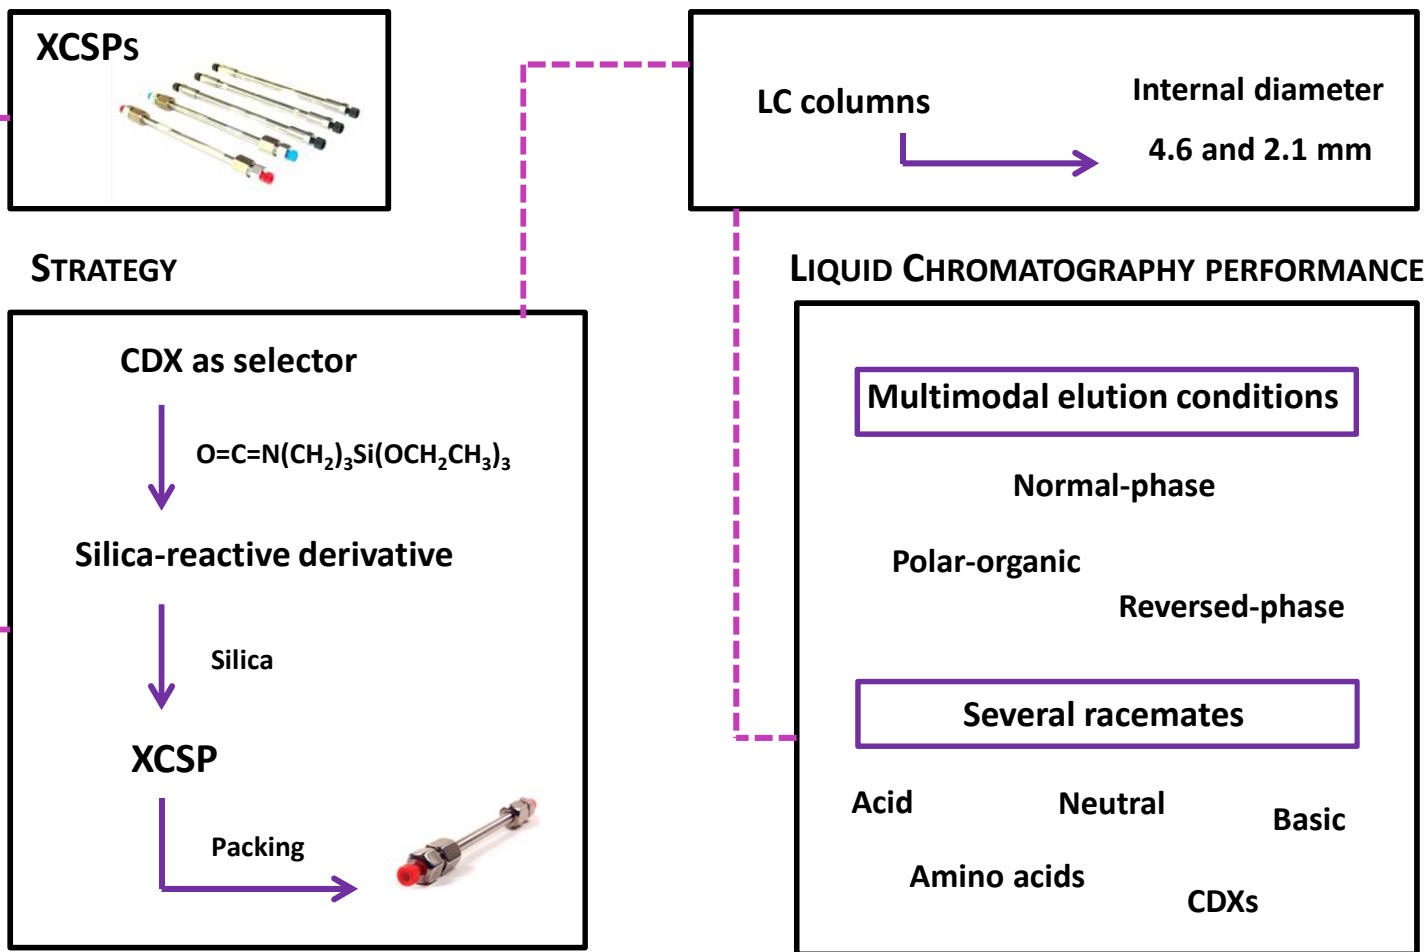 XCSPs
LC columns
Internal diameter
4.6 and 2.1 mm
STRATEGY
CDX as selector
O=C=N(CH₂)₃Si(OCH₂CH₃)₃
Silica-reactive derivative
Silica
XCSP
Packing
LIQUID CHROMATOGRAPHY PERFORMANCE
Multimodal elution conditions
Normal-phase
Polar-organic
Reversed-phase
Several racemates
Acid
Neutral
Basic
Amino acids
CDXs